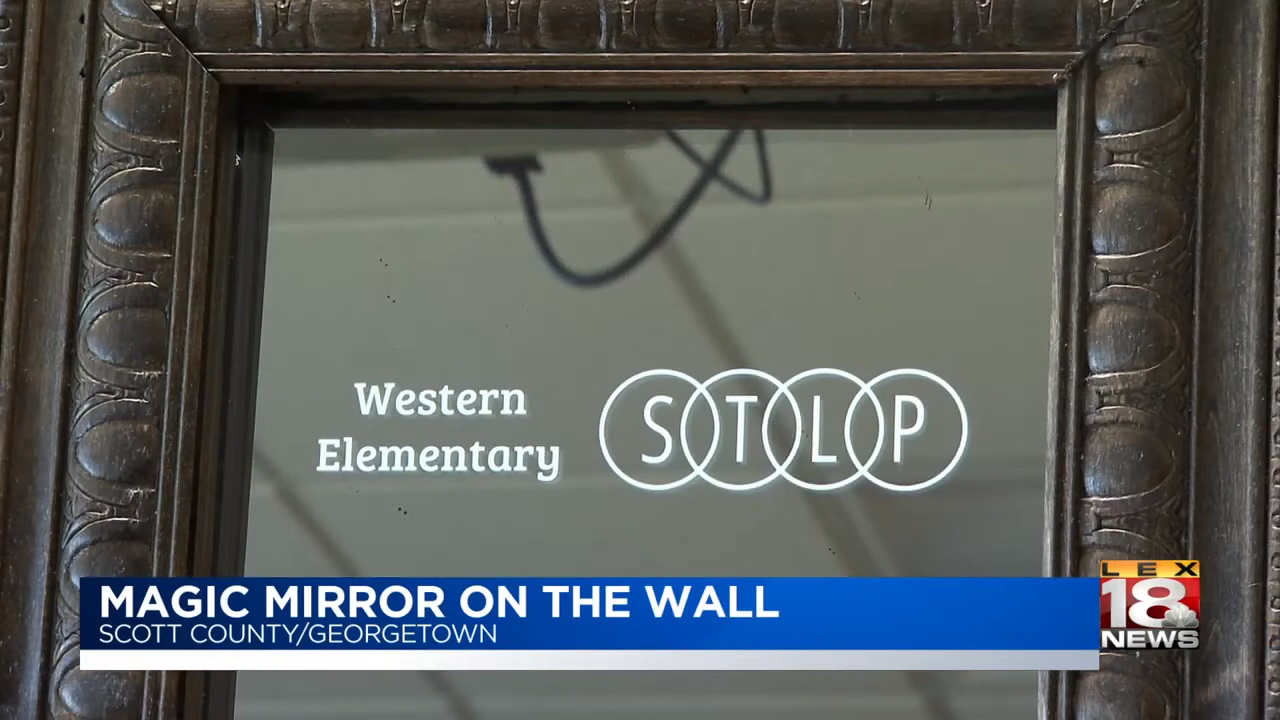 Western
Elementary
STLP
MAGIC MIRROR ON THE WALL
SCOTT COUNTY/GEORGETOWN
LEX
18
NEWS